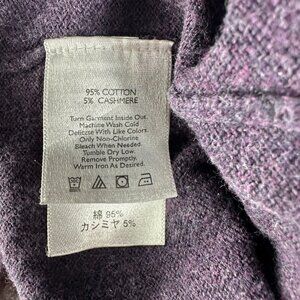 95% COTTON
5% CASHMERE
Turn Garment Inside Out.
Machine Wash Cold
Delicate With Like Colors.
Only Non-Chlorine
Bleach When Needed.
Tumble Dry Low.
Remove Promptly.
Warm Iron As Desired.
綿 95%
カシミヤ 5%